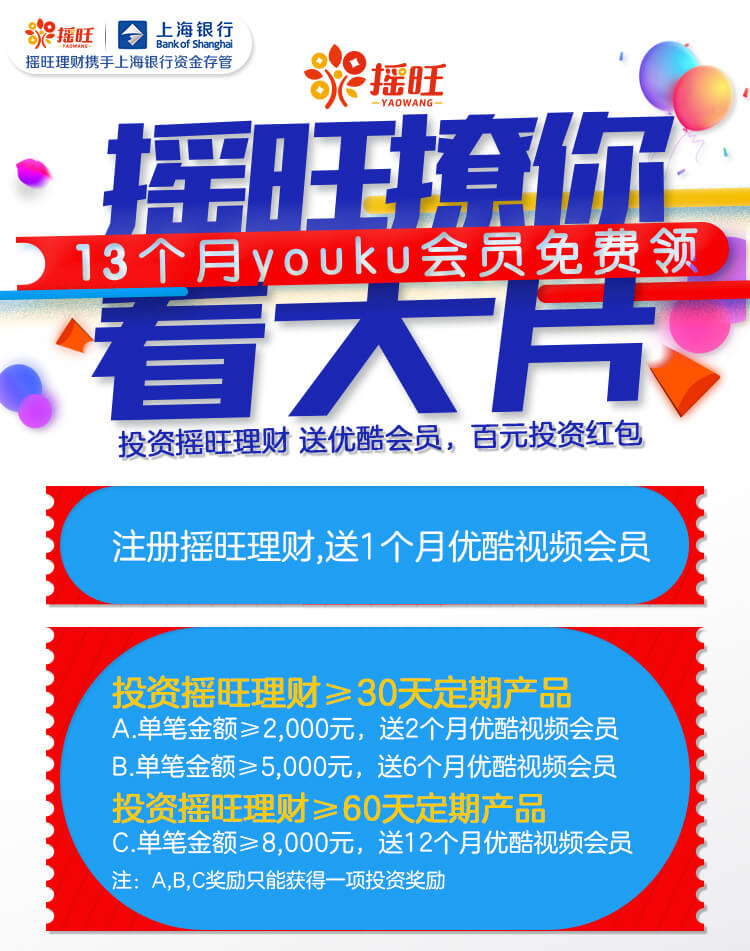 摇旺
YAOWANG
上海银行
Bank of Shanghai
摇旺理财携手上海银行资金存管
摇旺
YAOWANG
摇旺撩你
13个月youku会员免费领
看大片
投资摇旺理财 送优酷会员，百元投资红包
注册摇旺理财,送1个月优酷视频会员
投资摇旺理财≥30天定期产品
A.单笔金额≥2,000元，送2个月优酷视频会员
B.单笔金额≥5,000元，送6个月优酷视频会员
投资摇旺理财≥60天定期产品
C.单笔金额≥8,000元，送12个月优酷视频会员
注：A,B,C奖励只能获得一项投资奖励